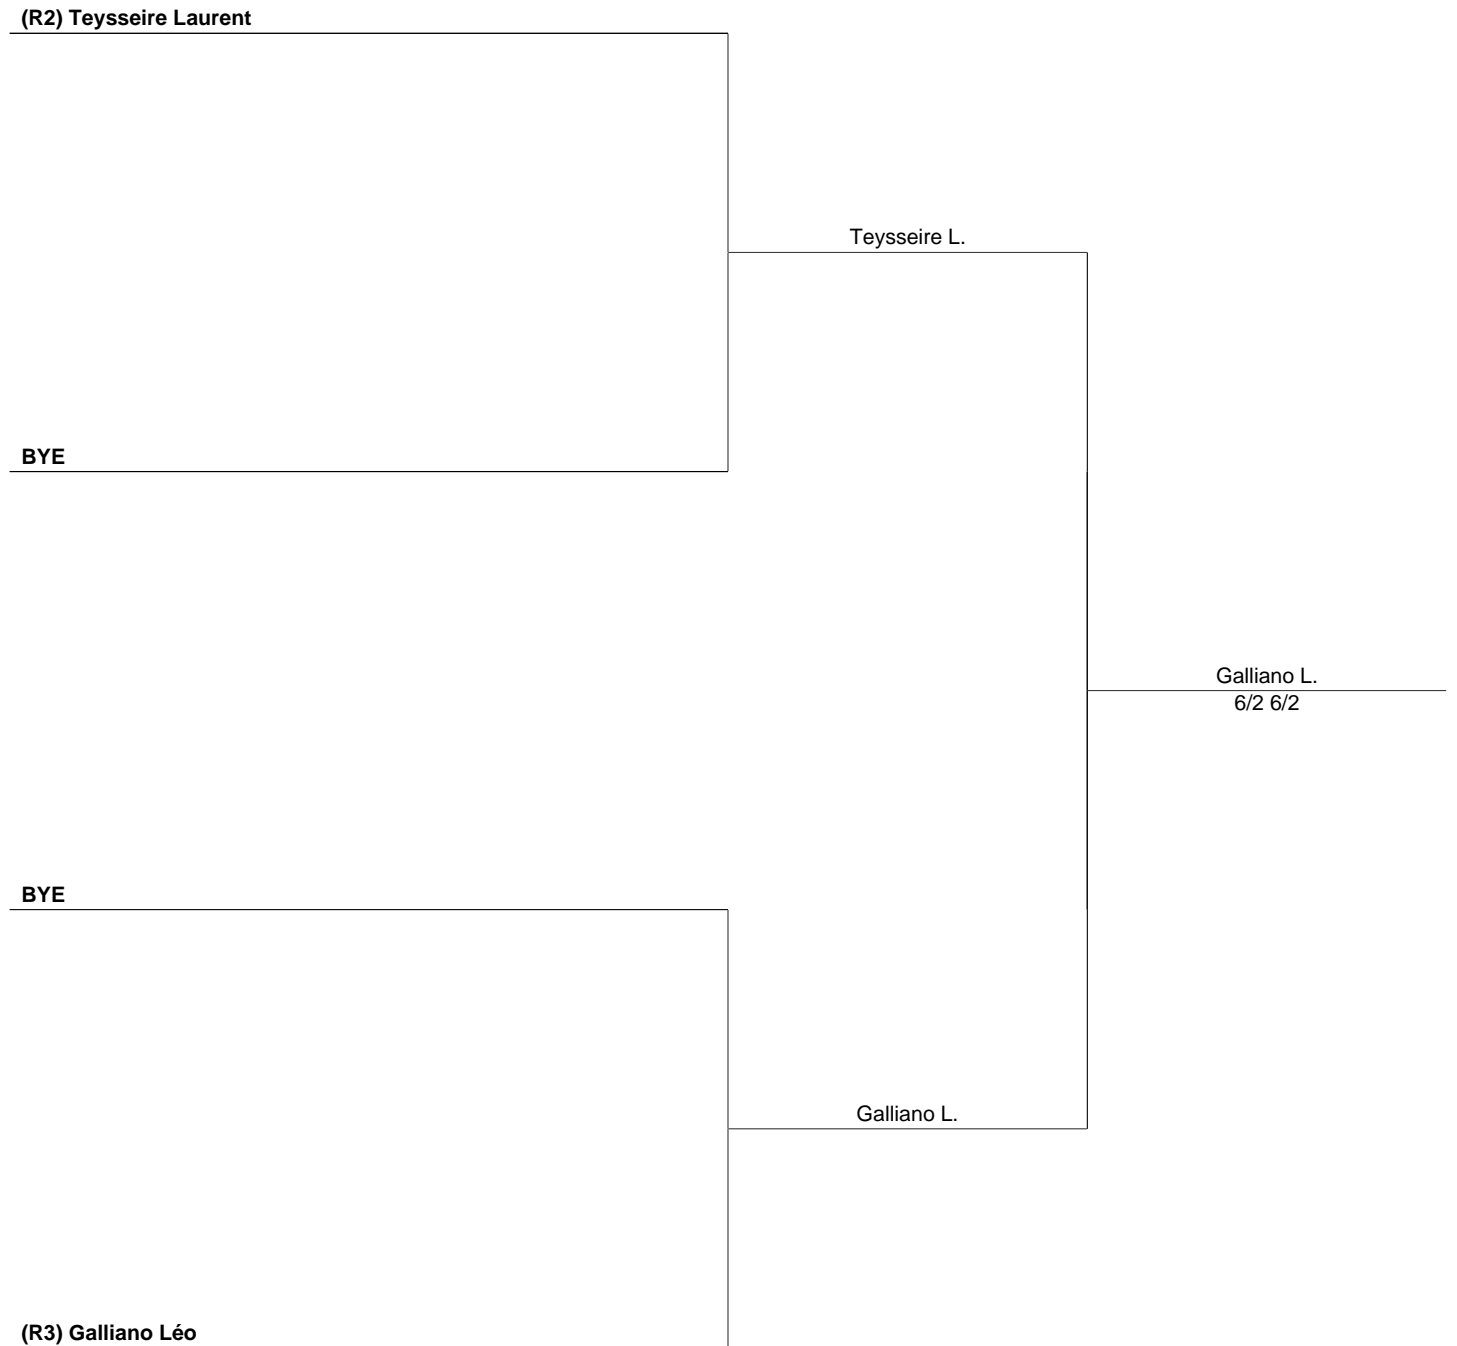 (R2) Teysseire Laurent
Teysseire L.
BYE
Galliano L.
6/2 6/2
BYE
Galliano L.
(R3) Galliano Léo